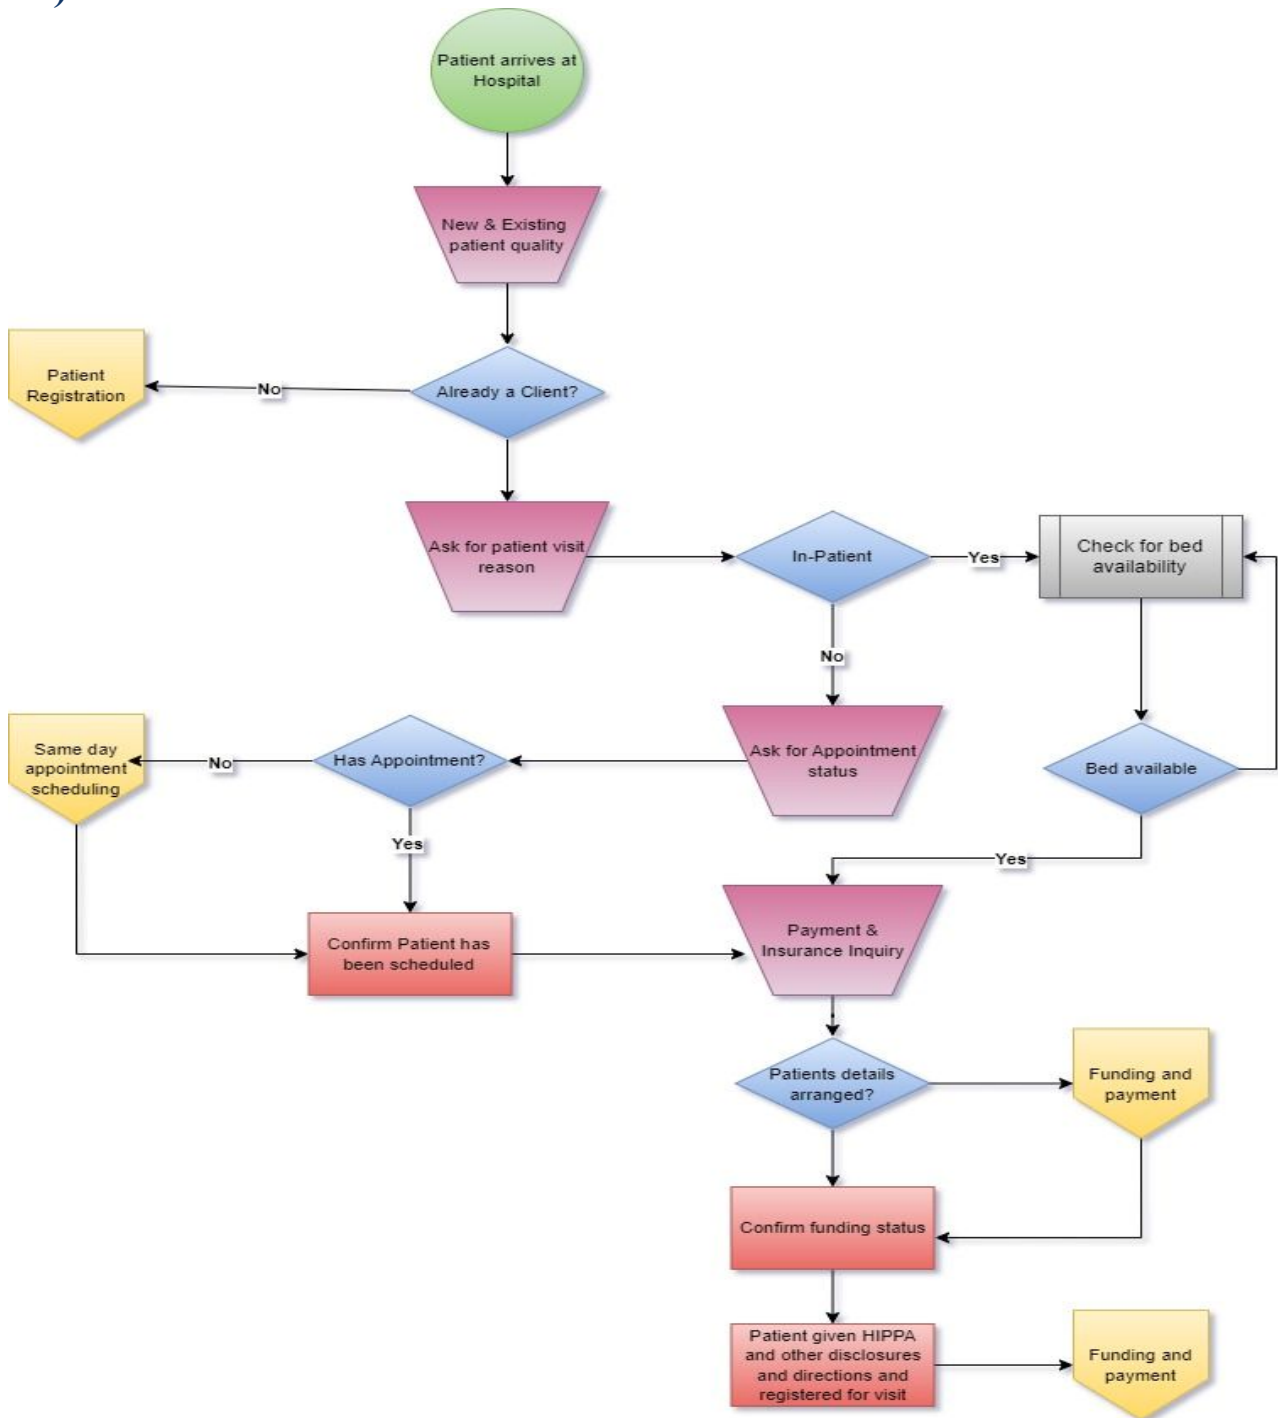 )
Patient arrives at
Hospital
New & Existing
patient quality
Patient
Registration
No
Already a Client?
Ask for patient visit
reason
In-Patient
Yes
Check for bed
availability
No
Same day
appointment
scheduling
No
Has Appointment?
Ask for Appointment
status
Bed available
Yes
Yes
Confirm Patient has
been scheduled
Payment &
Insurance Inquiry
Patients details
arranged?
Funding and
payment
Confirm funding status
Patient given HIPPA
and other disclosures
and directions and
registered for visit
Funding and
payment